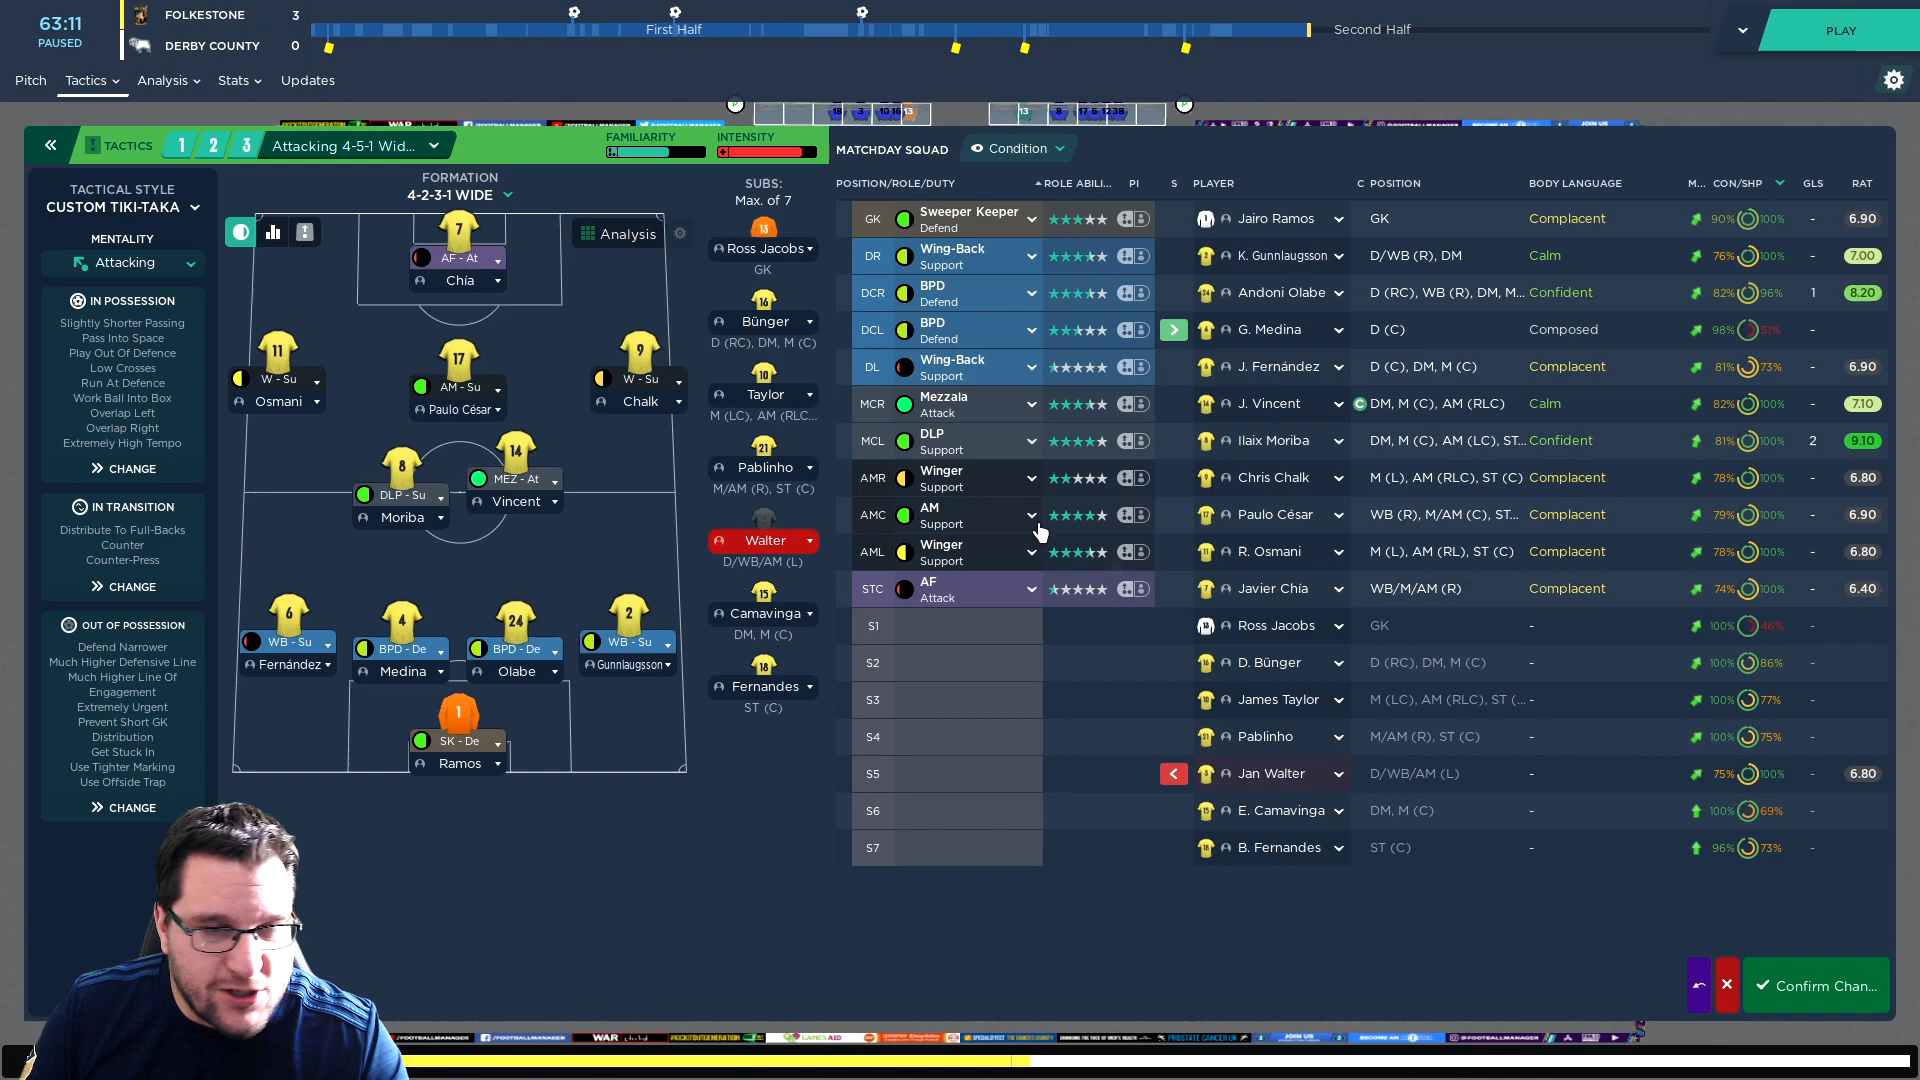 63:11
PAUSED
FOLKESTONE 3
DERBY COUNTY 0
First Half
Second Half
PLAY
Pitch Tactics Analysis Stats Updates
TACTICS 1 2 3 Attacking 4-5-1 Wid...
FAMILIARITY
INTENSITY
MATCHDAY SQUAD
Condition
TACTICAL STYLE
CUSTOM TIKI-TAKA
MENTALITY
Attacking
IN POSSESSION
Slightly Shorter Passing
Pass Into Space
Play Out Of Defence
Low Crosses
Run At Defence
Work Ball Into Box
Overlap Left
Overlap Right
Extremely High Tempo
CHANGE
IN TRANSITION
Distribute To Full-Backs
Counter
Counter-Press
CHANGE
OUT OF POSSESSION
Defend Narrower
Much Higher Defensive Line
Much Higher Line Of
Engagement
Extremely Urgent
Prevent Short GK
Distribution
Get Stuck In
Use Tighter Marking
Use Offside Trap
CHANGE
FORMATION
4-2-3-1 WIDE
Analysis
7
AF - At
Chía
11
W - Su
Osmani
17
AM - Su
Paulo César
9
W - Su
Chalk
8
DLP - Su
Moriba
14
MEZ - At
Vincent
6
WB - Su
Fernández
4
BPD - De
Medina
24
BPD - De
Olabe
2
WB - Su
Gunnlaugsson
1
SK - De
Ramos
SUBS:
Max. of 7
13
Ross Jacobs
GK
16
Bünger
D (RC), DM, M (C)
10
Taylor
M (LC), AM (RLC...
21
Pablinho
M/AM (R), ST (C)
Walter
D/WB/AM (L)
15
Camavinga
DM, M (C)
18
Fernandes
ST (C)
POSITION/ROLE/DUTY ROLE ABILI... PI S PLAYER C POSITION BODY LANGUAGE M... CON/SHP GLS RAT
GK Sweeper Keeper Defend Jairo Ramos GK Complacent 90% 100% - 6.90
DR Wing-Back Support K. Gunnlaugsson D/WB (R), DM Calm 76% 100% - 7.00
DCR BPD Defend Andoni Olabe D (RC), WB (R), DM, M... Confident 82% 96% 1 8.20
DCL BPD Defend G. Medina D (C) Composed 98% 51% -
DL Wing-Back Support J. Fernández D (C), DM, M (C) Complacent 81% 73% - 6.90
MCR Mezzala Attack J. Vincent C DM, M (C), AM (RLC) Calm 82% 100% - 7.10
MCL DLP Support Ilaix Moriba DM, M (C), AM (LC), ST... Confident 81% 100% 2 9.10
AMR Winger Support Chris Chalk M (L), AM (RLC), ST (C) Complacent 78% 100% - 6.80
AMC AM Support Paulo César WB (R), M/AM (C), ST... Complacent 79% 100% - 6.90
AML Winger Support R. Osmani M (L), AM (RL), ST (C) Complacent 78% 100% - 6.80
STC AF Attack Javier Chía WB/M/AM (R) Complacent 74% 100% - 6.40
S1 Ross Jacobs GK - 100% 46% -
S2 D. Bünger D (RC), DM, M (C) - 100% 86% -
S3 James Taylor M (LC), AM (RLC), ST (... - 100% 77% -
S4 Pablinho M/AM (R), ST (C) - 100% 75% -
S5 Jan Walter D/WB/AM (L) - 75% 100% - 6.80
S6 E. Camavinga DM, M (C) - 100% 69% -
S7 B. Fernandes ST (C) - 96% 73% -
Confirm Chan...